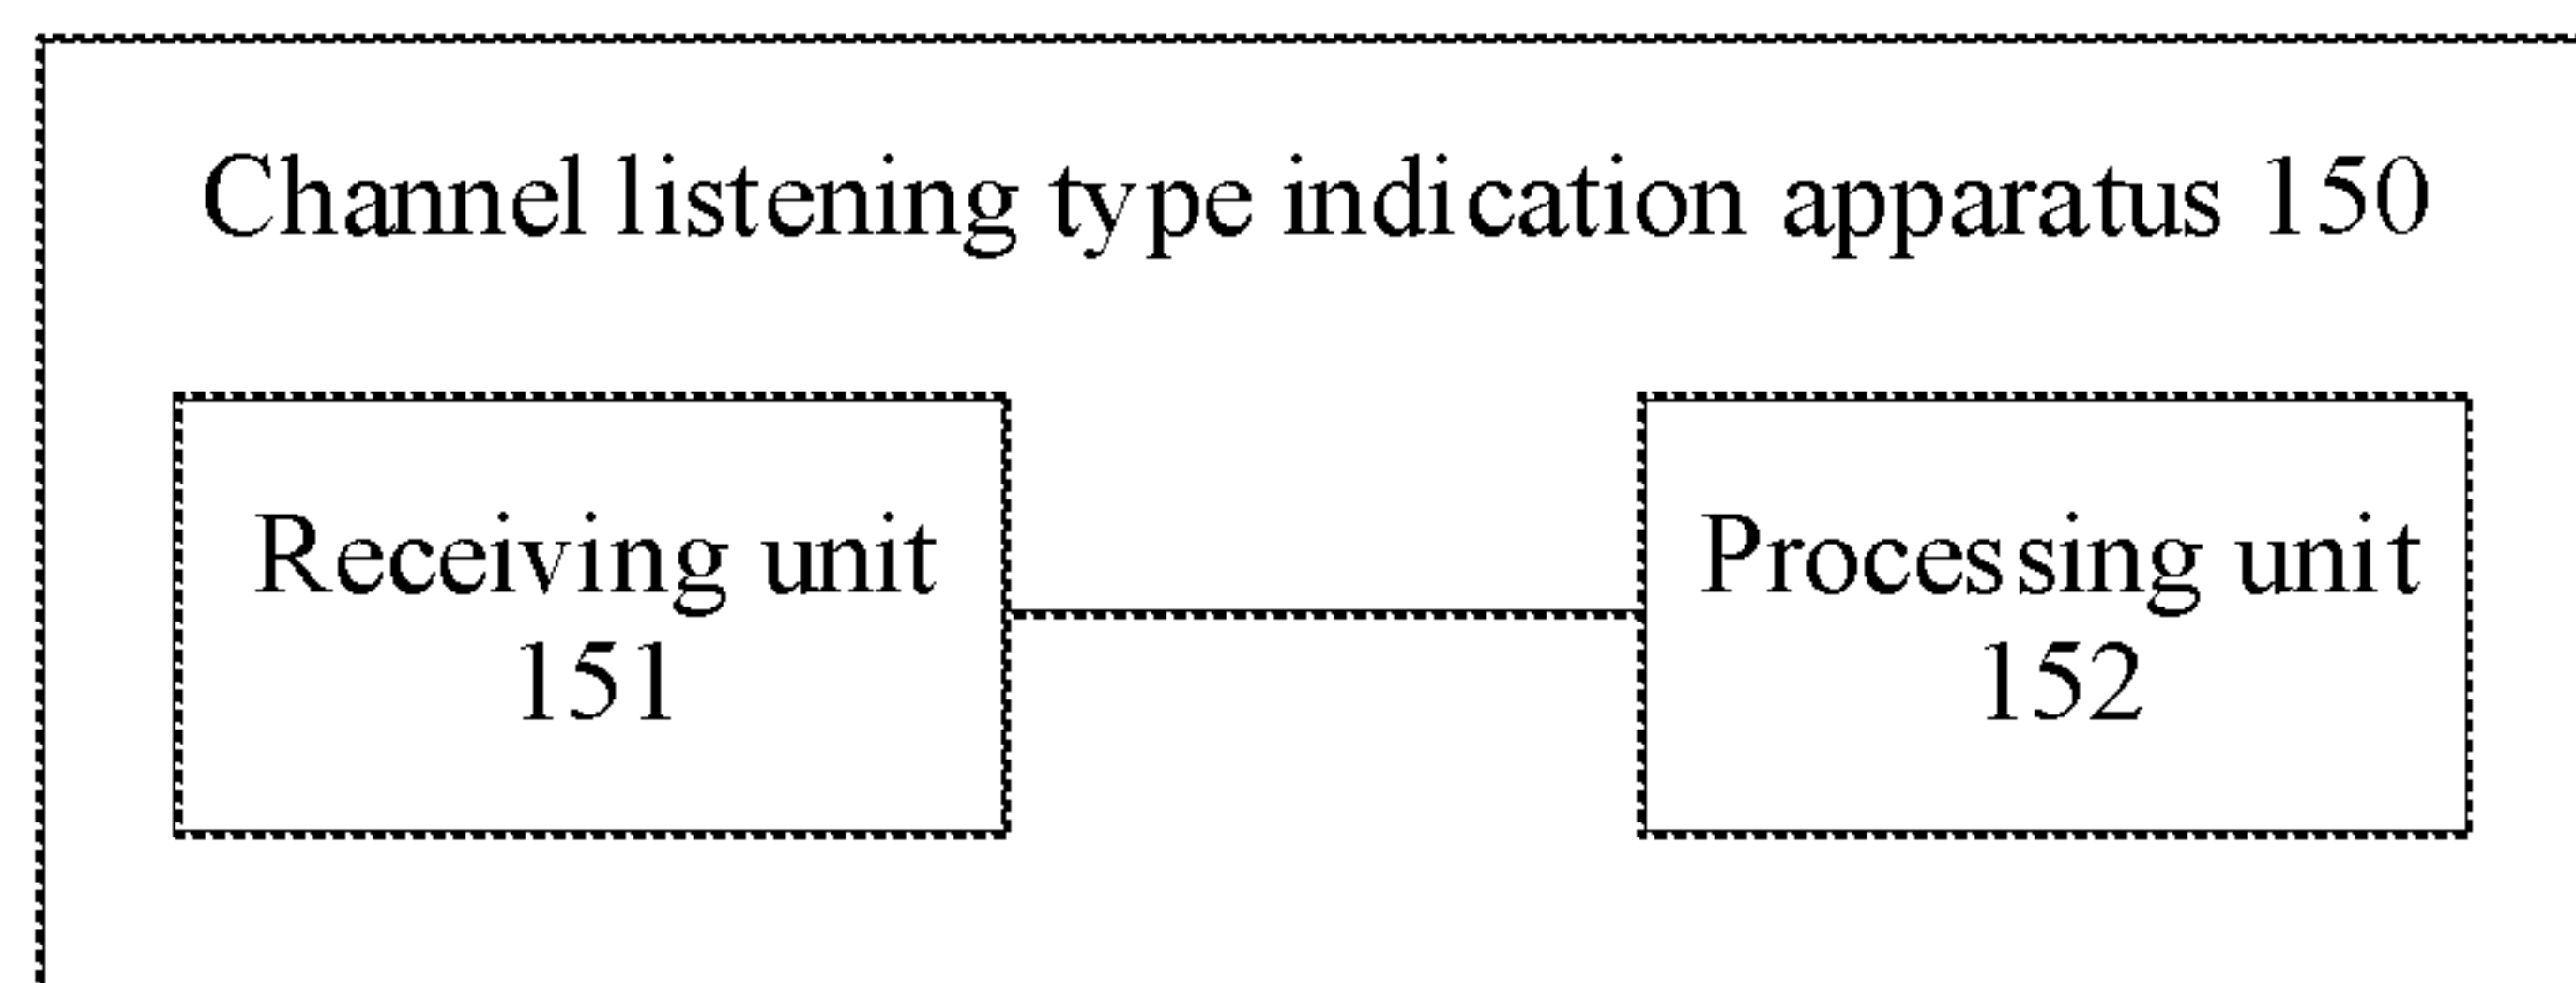 Channel listening type indication apparatus 150
Receiving unit
151
Processing unit
152